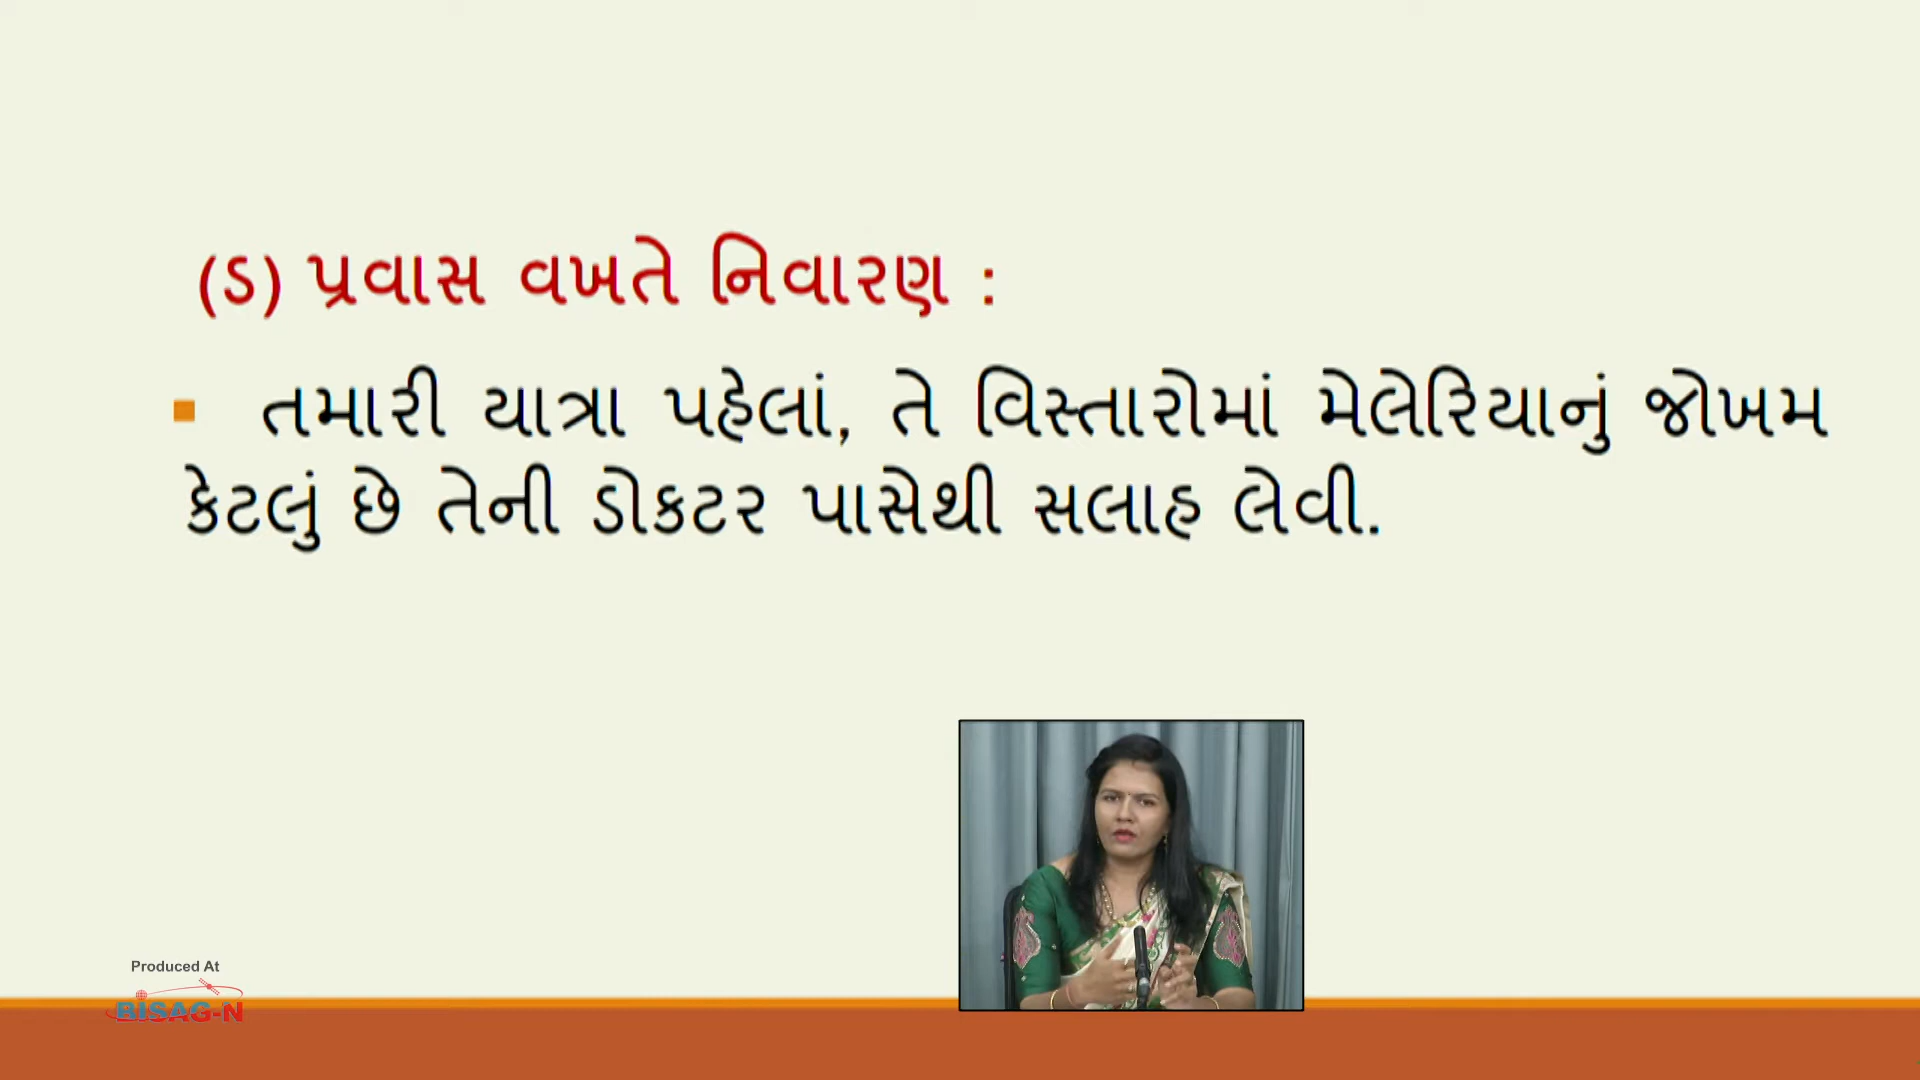 (ડ) પ્રવાસ વખતે નિવારણ :
તમારી યાત્રા પહેલાં, તે વિસ્તારોમાં મેલેરિયાનું જોખમ
કેટલું છે તેની ડોકટર પાસેથી સલાહ લેવી.
Produced At
BISAG-N